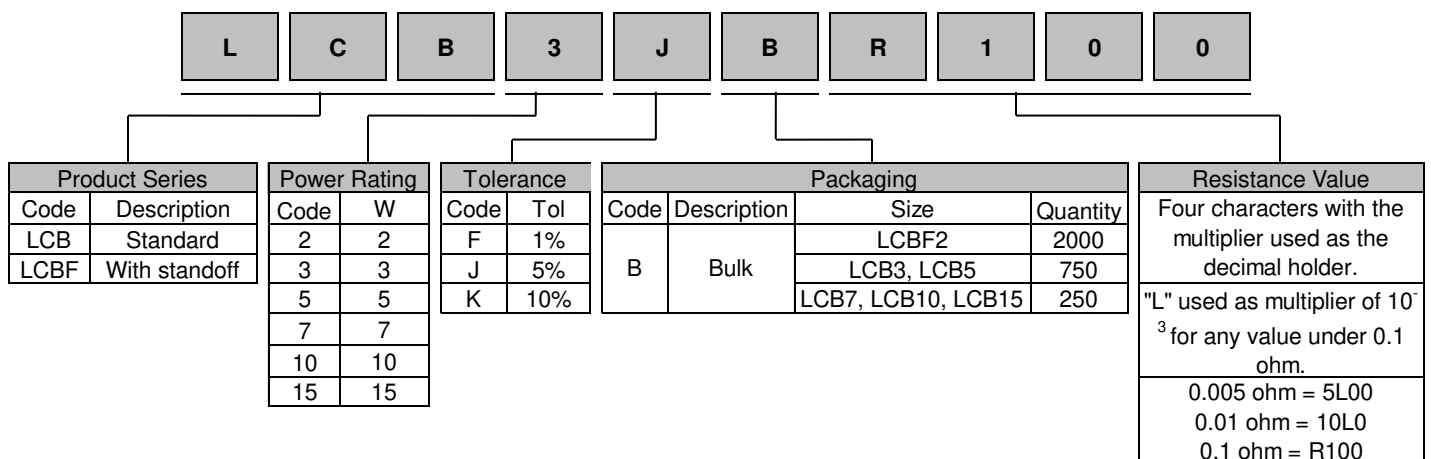 L C B 3 J B R 1 0 0
Product Series
Code Description
LCB Standard
LCBF With standoff
Power Rating
Code W
2 2
3 3
5 5
7 7
10 10
15 15
Tolerance
Code Tol
F 1%
J 5%
K 10%
Packaging
Code Description Size Quantity
B Bulk
LCBF2 2000
LCB3, LCB5 750
LCB7, LCB10, LCB15 250
Resistance Value
Four characters with the
multiplier used as the
decimal holder.
"L" used as multiplier of 10-
3 for any value under 0.1
ohm.
0.005 ohm = 5L00
0.01 ohm = 10L0
0.1 ohm = R100